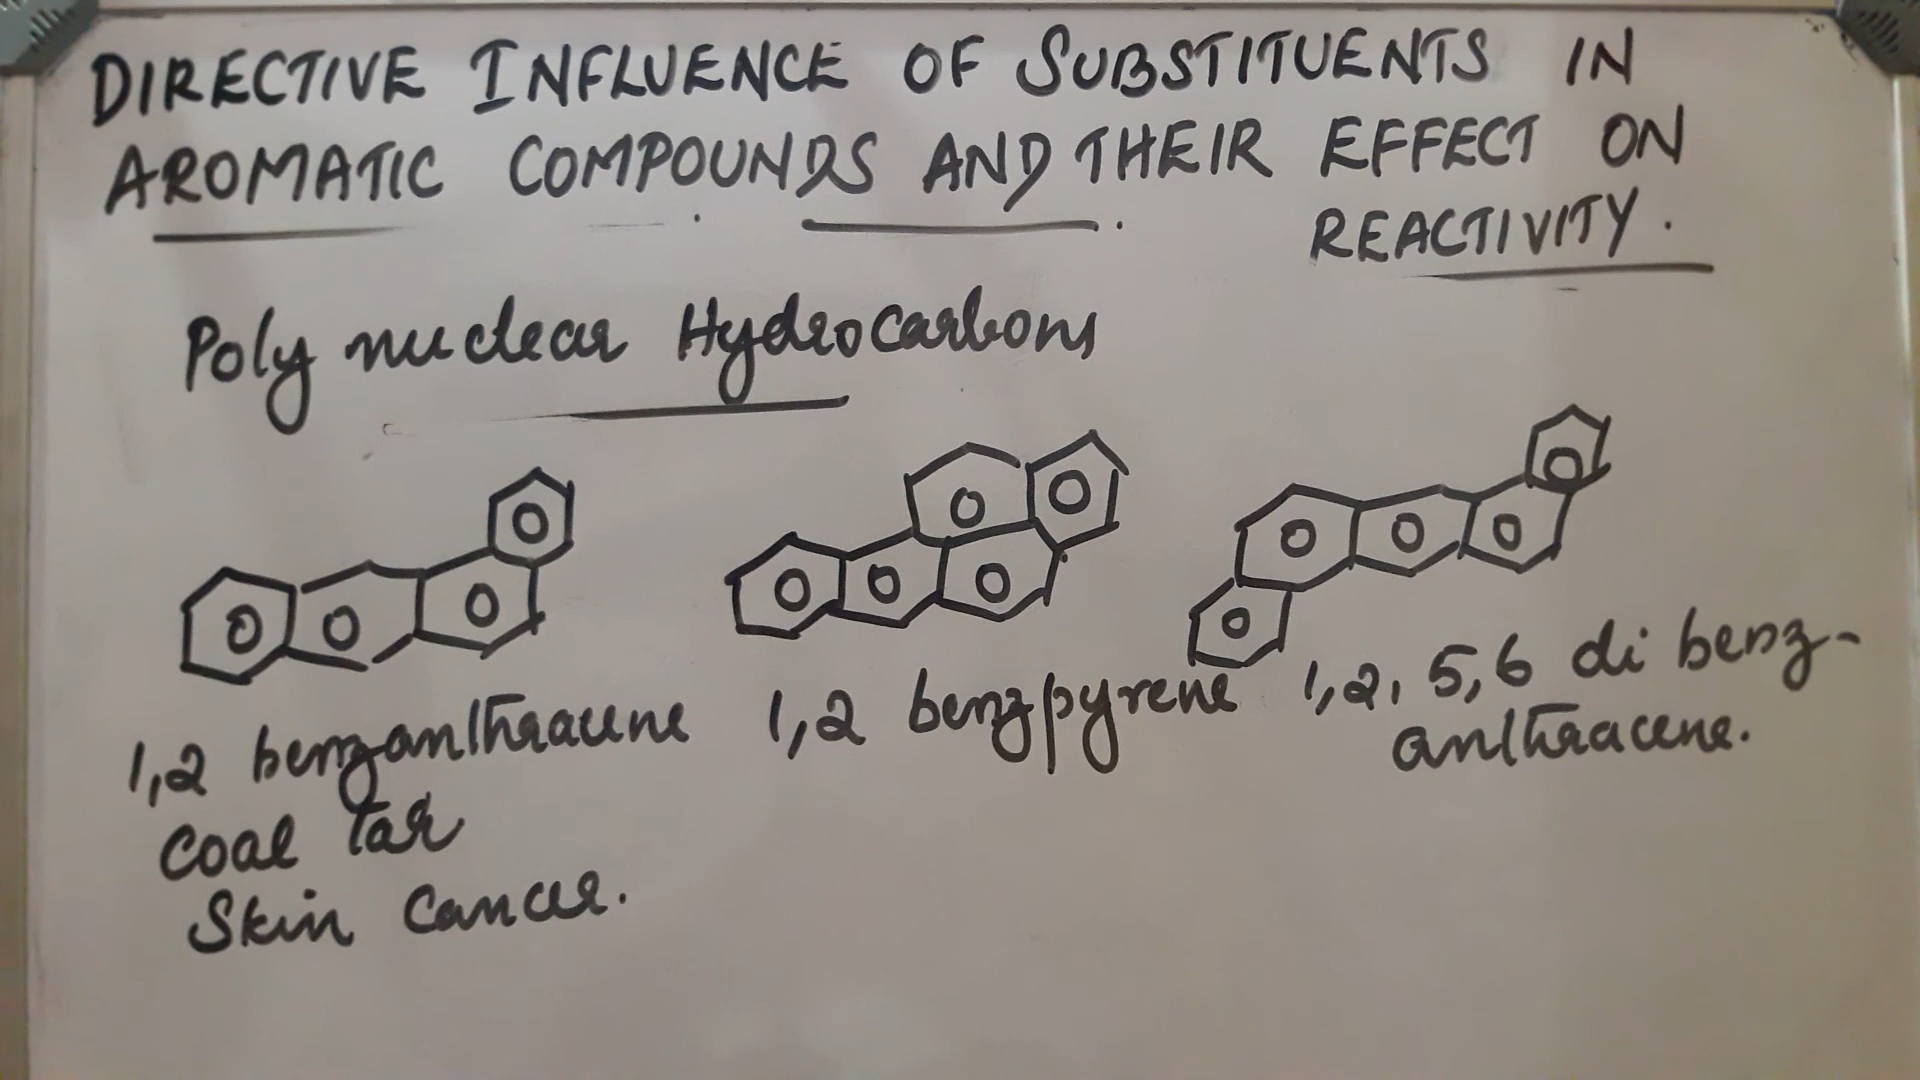 DIRECTIVE INFLUENCE OF SUBSTITUENTS IN
AROMATIC COMPOUNDS AND THEIR EFFECT ON
REACTIVITY.
Poly nuclear Hydrocarbons
1,2 benzanthracene
Coal Tar
Skin Cancer.
1,2 benzpyrene
1,2, 5,6 di benz-
anthracene.